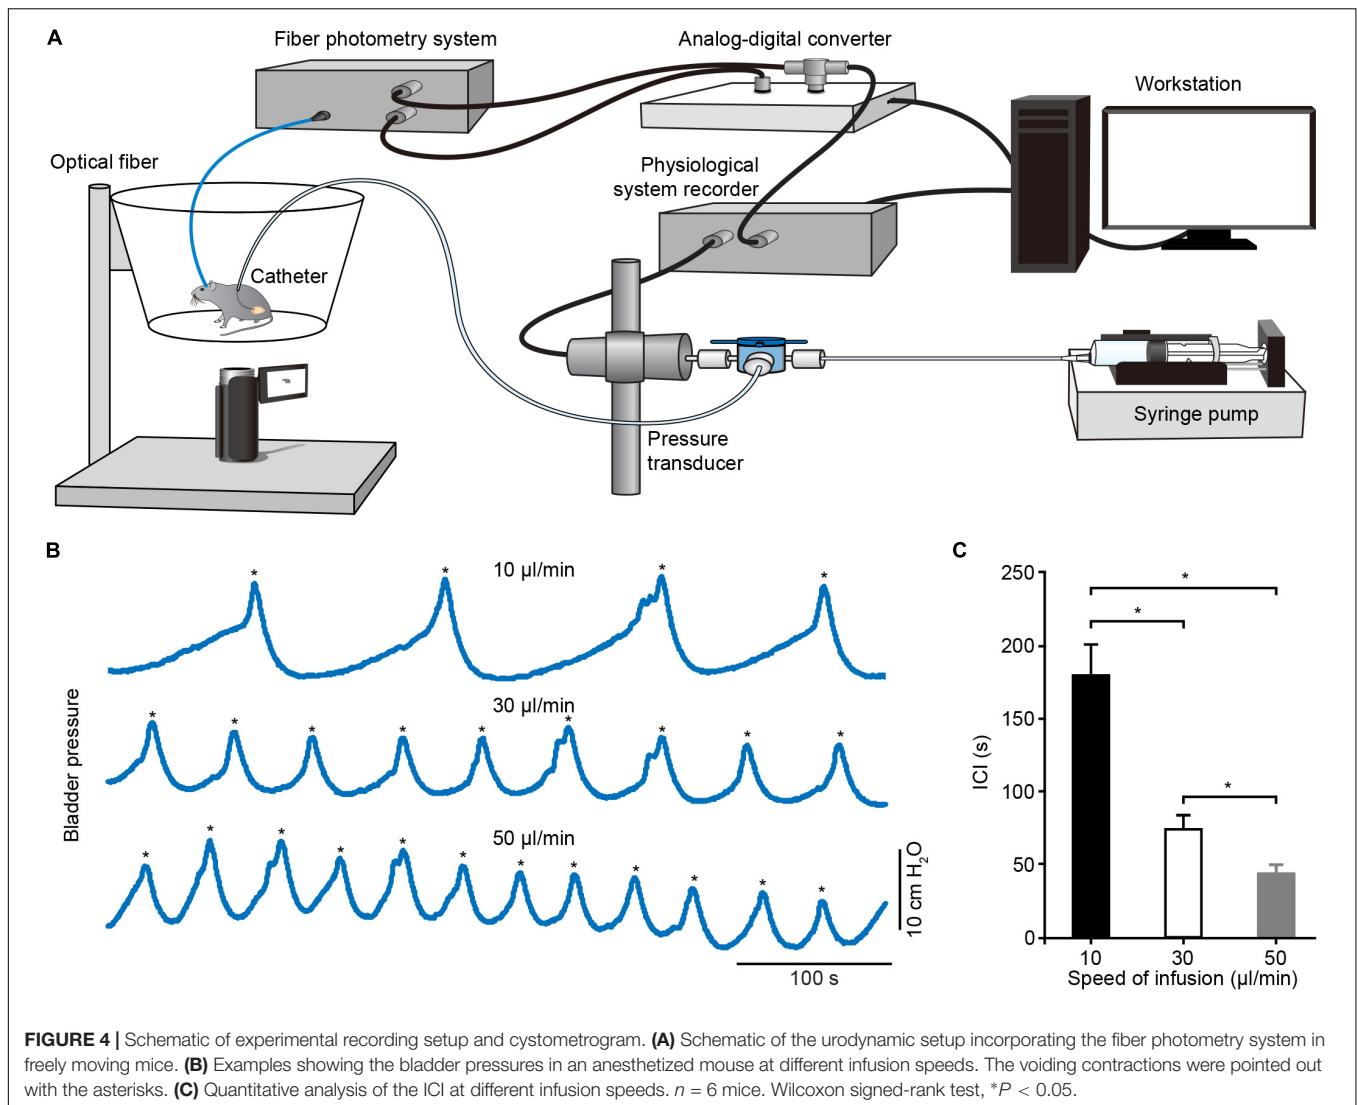 A
Fiber photometry system
Analog-digital converter
Workstation
Optical fiber
Physiological
system recorder
Catheter
Pressure
transducer
Syringe pump
B
Bladder pressure
10 µl/min
* * * *
30 µl/min
* * * * * * * * *
50 µl/min
* * * * * * * * * * * *
10 cm H₂O
100 s
C
ICI (s)
250
200
150
100
50
0
*
*
*
10 30 50
Speed of infusion (µl/min)
FIGURE 4 | Schematic of experimental recording setup and cystometrogram. (A) Schematic of the urodynamic setup incorporating the fiber photometry system in
freely moving mice. (B) Examples showing the bladder pressures in an anesthetized mouse at different infusion speeds. The voiding contractions were pointed out
with the asterisks. (C) Quantitative analysis of the ICI at different infusion speeds. n = 6 mice. Wilcoxon signed-rank test, *P < 0.05.